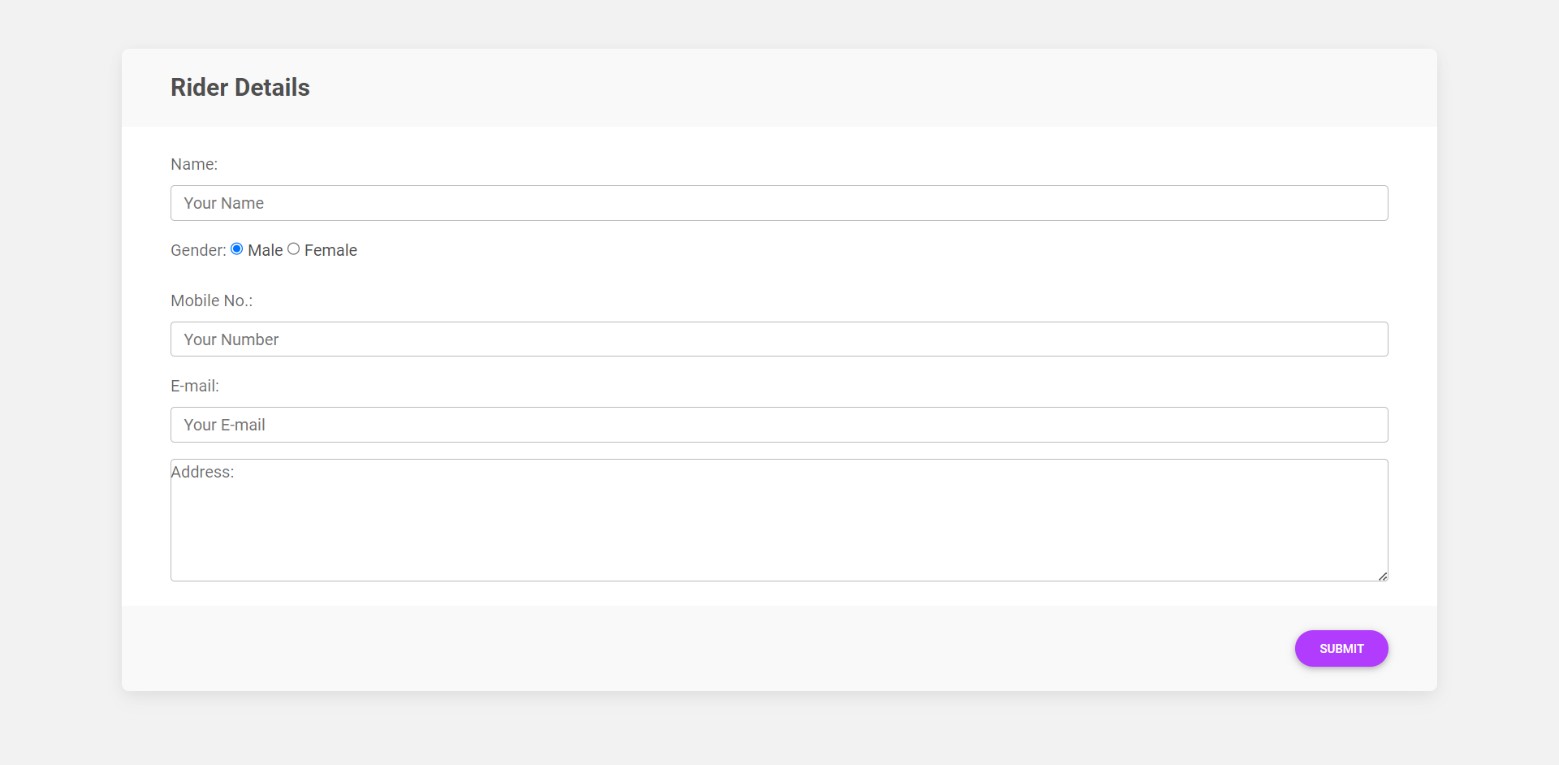 Rider Details
Name:
Your Name
Gender: Male Female
Mobile No.:
Your Number
E-mail:
Your E-mail
Address:
SUBMIT